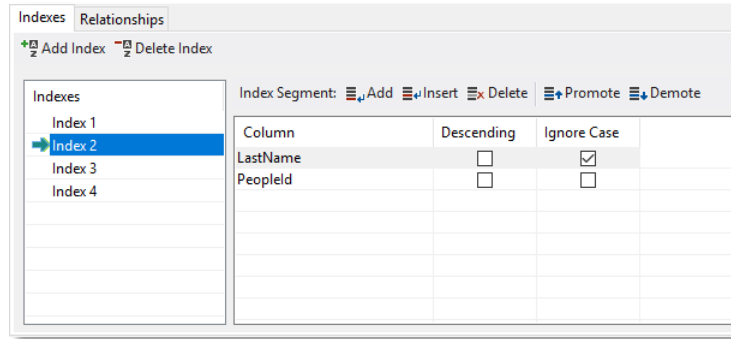 Indexes Relationships
Add Index Delete Index
Indexes
Index 1
Index 2
Index 3
Index 4
Index Segment: Add Insert Delete Promote Demote
Column Descending Ignore Case
LastName
PeopleId